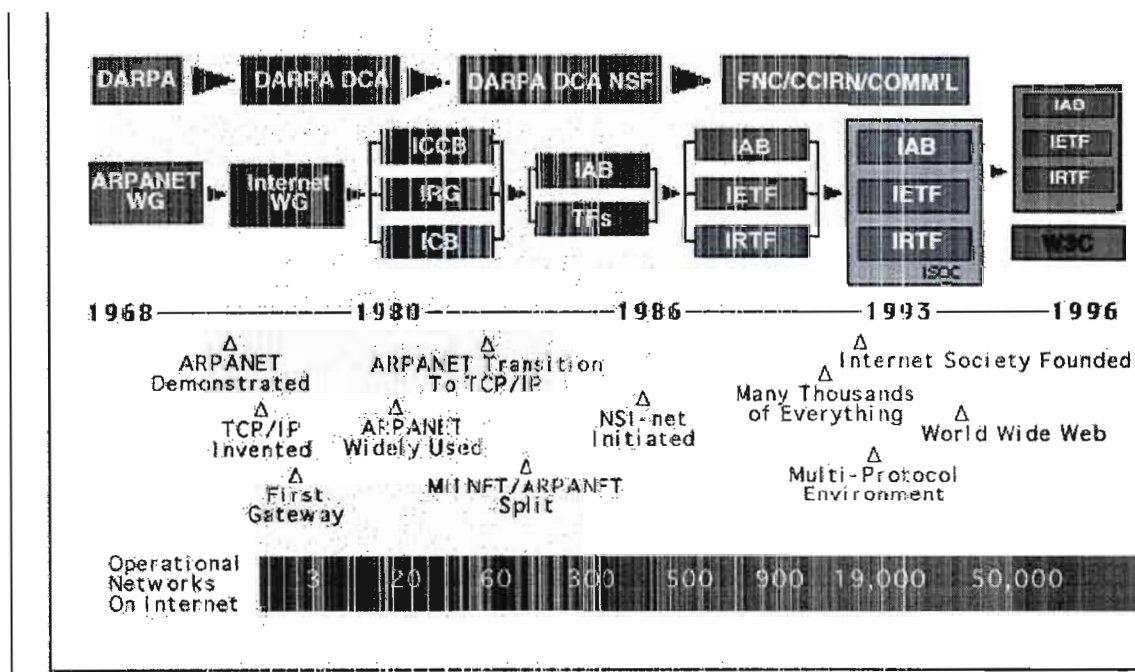 DARPA
DARPA DCA
DARPA DCA NSF
FNC/CCIRN/COMM'L
ARPANET
WG
Internet
WG
ICCB
IRG
ICB
IAB
TFs
IAB
IETF
IRTF
IAB
IETF
IRTF
ISOC
IAB
IETF
IRTF
W3C
1968
1980
1986
1993
1996
ARPANET
Demonstrated
ARPANET Transition
To TCP/IP
Internet Society Founded
TCP/IP
Invented
ARPANET
Widely Used
NSF-net
Initiated
Many Thousands
of Everything
World Wide Web
First
Gateway
MILNET/ARPANET
Split
Multi-Protocol
Environment
Operational
Networks
On Internet
3
20
60
300
500
900
19,000
50,000